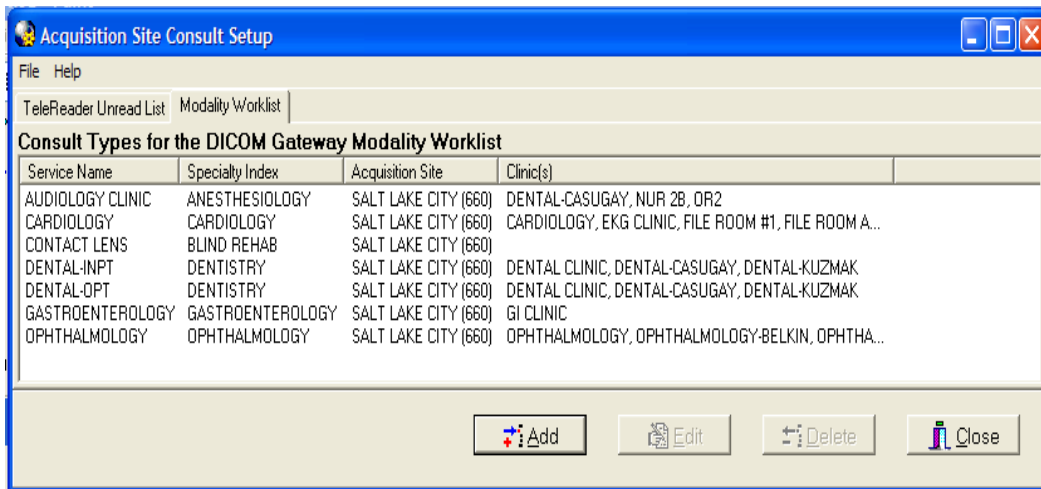 Acquisition Site Consult Setup
File Help
TeleReader Unread List Modality Worklist
Consult Types for the DICOM Gateway Modality Worklist
Service Name Specialty Index Acquisition Site Clinic(s)
AUDIOLOGY CLINIC ANESTHESIOLOGY SALT LAKE CITY (660) DENTAL-CASUGAY, NUR 2B, OR2
CARDIOLOGY CARDIOLOGY SALT LAKE CITY (660) CARDIOLOGY, EKG CLINIC, FILE ROOM #1, FILE ROOM A...
CONTACT LENS BLIND REHAB SALT LAKE CITY (660)
DENTAL-INPT DENTISTRY SALT LAKE CITY (660) DENTAL CLINIC, DENTAL-CASUGAY, DENTAL-KUZMAK
DENTAL-OPT DENTISTRY SALT LAKE CITY (660) DENTAL CLINIC, DENTAL-CASUGAY, DENTAL-KUZMAK
GASTROENTEROLOGY GASTROENTEROLOGY SALT LAKE CITY (660) GI CLINIC
OPHTHALMOLOGY OPHTHALMOLOGY SALT LAKE CITY (660) OPHTHALMOLOGY, OPHTHALMOLOGY-BELKIN, OPHTHA...
Add Edit Delete Close